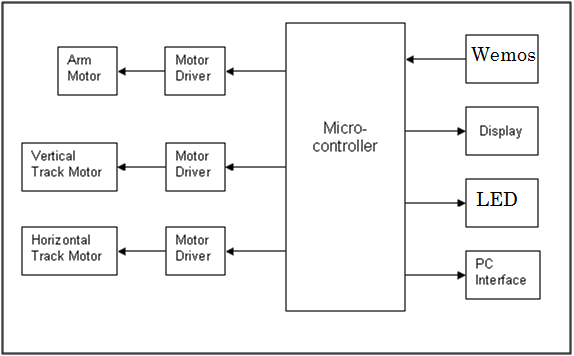 Arm
Motor
Motor
Driver
Vertical
Track Motor
Motor
Driver
Horizontal
Track Motor
Motor
Driver
Micro-
controller
Wemos
Display
LED
PC
Interface